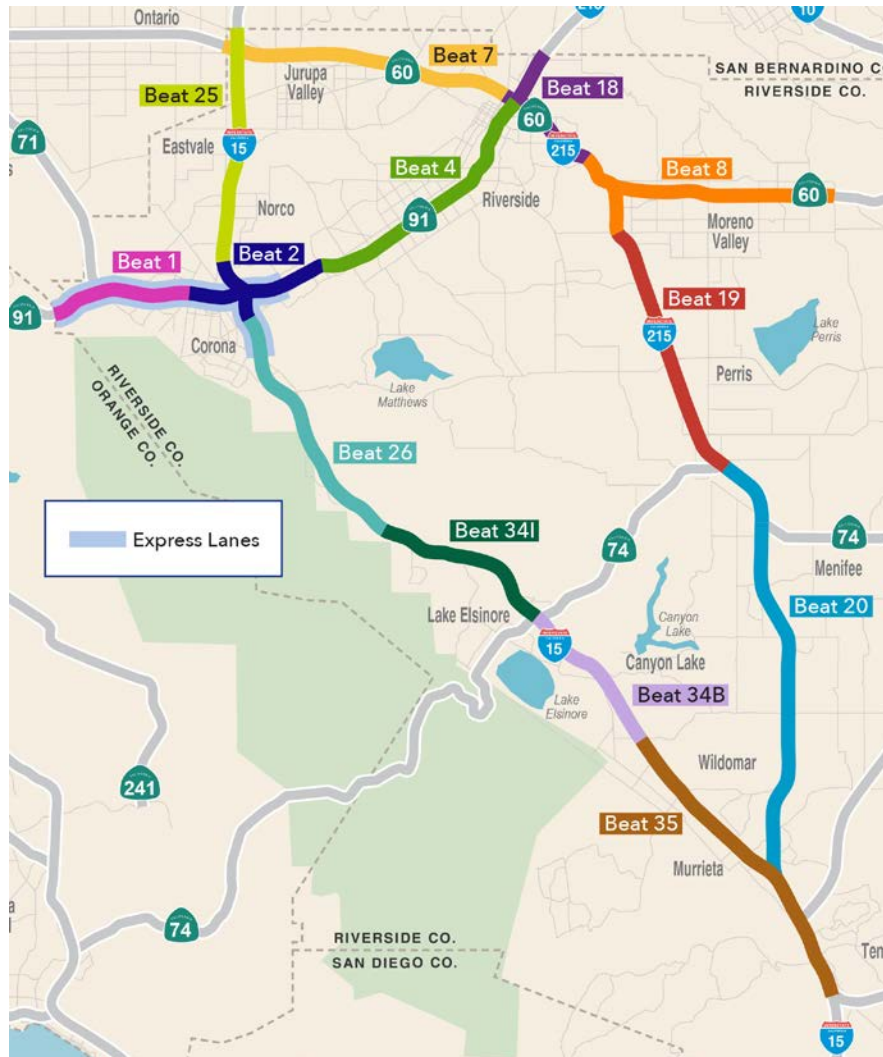 Ontario
215
10
Beat 7
60
Jurupa
Valley
SAN BERNARDINO C
RIVERSIDE CO.
Beat 25
Beat 18
60
71
Eastvale
15
215
Beat 4
Beat 8
60
Riverside
91
Moreno
Valley
Norco
Beat 1
Beat 2
Beat 19
91
215
Lake
Perris
Corona
Lake
Matthews
Perris
RIVERSIDE CO.
ORANGE CO.
Beat 26
Express Lanes
Beat 34I
74
74
Menifee
Lake Elsinore
Canyon
Lake
Beat 20
15
Canyon Lake
Lake
Elsinore
Beat 34B
Wildomar
241
Beat 35
Murrieta
74
RIVERSIDE CO.
SAN DIEGO CO.
Ten
15